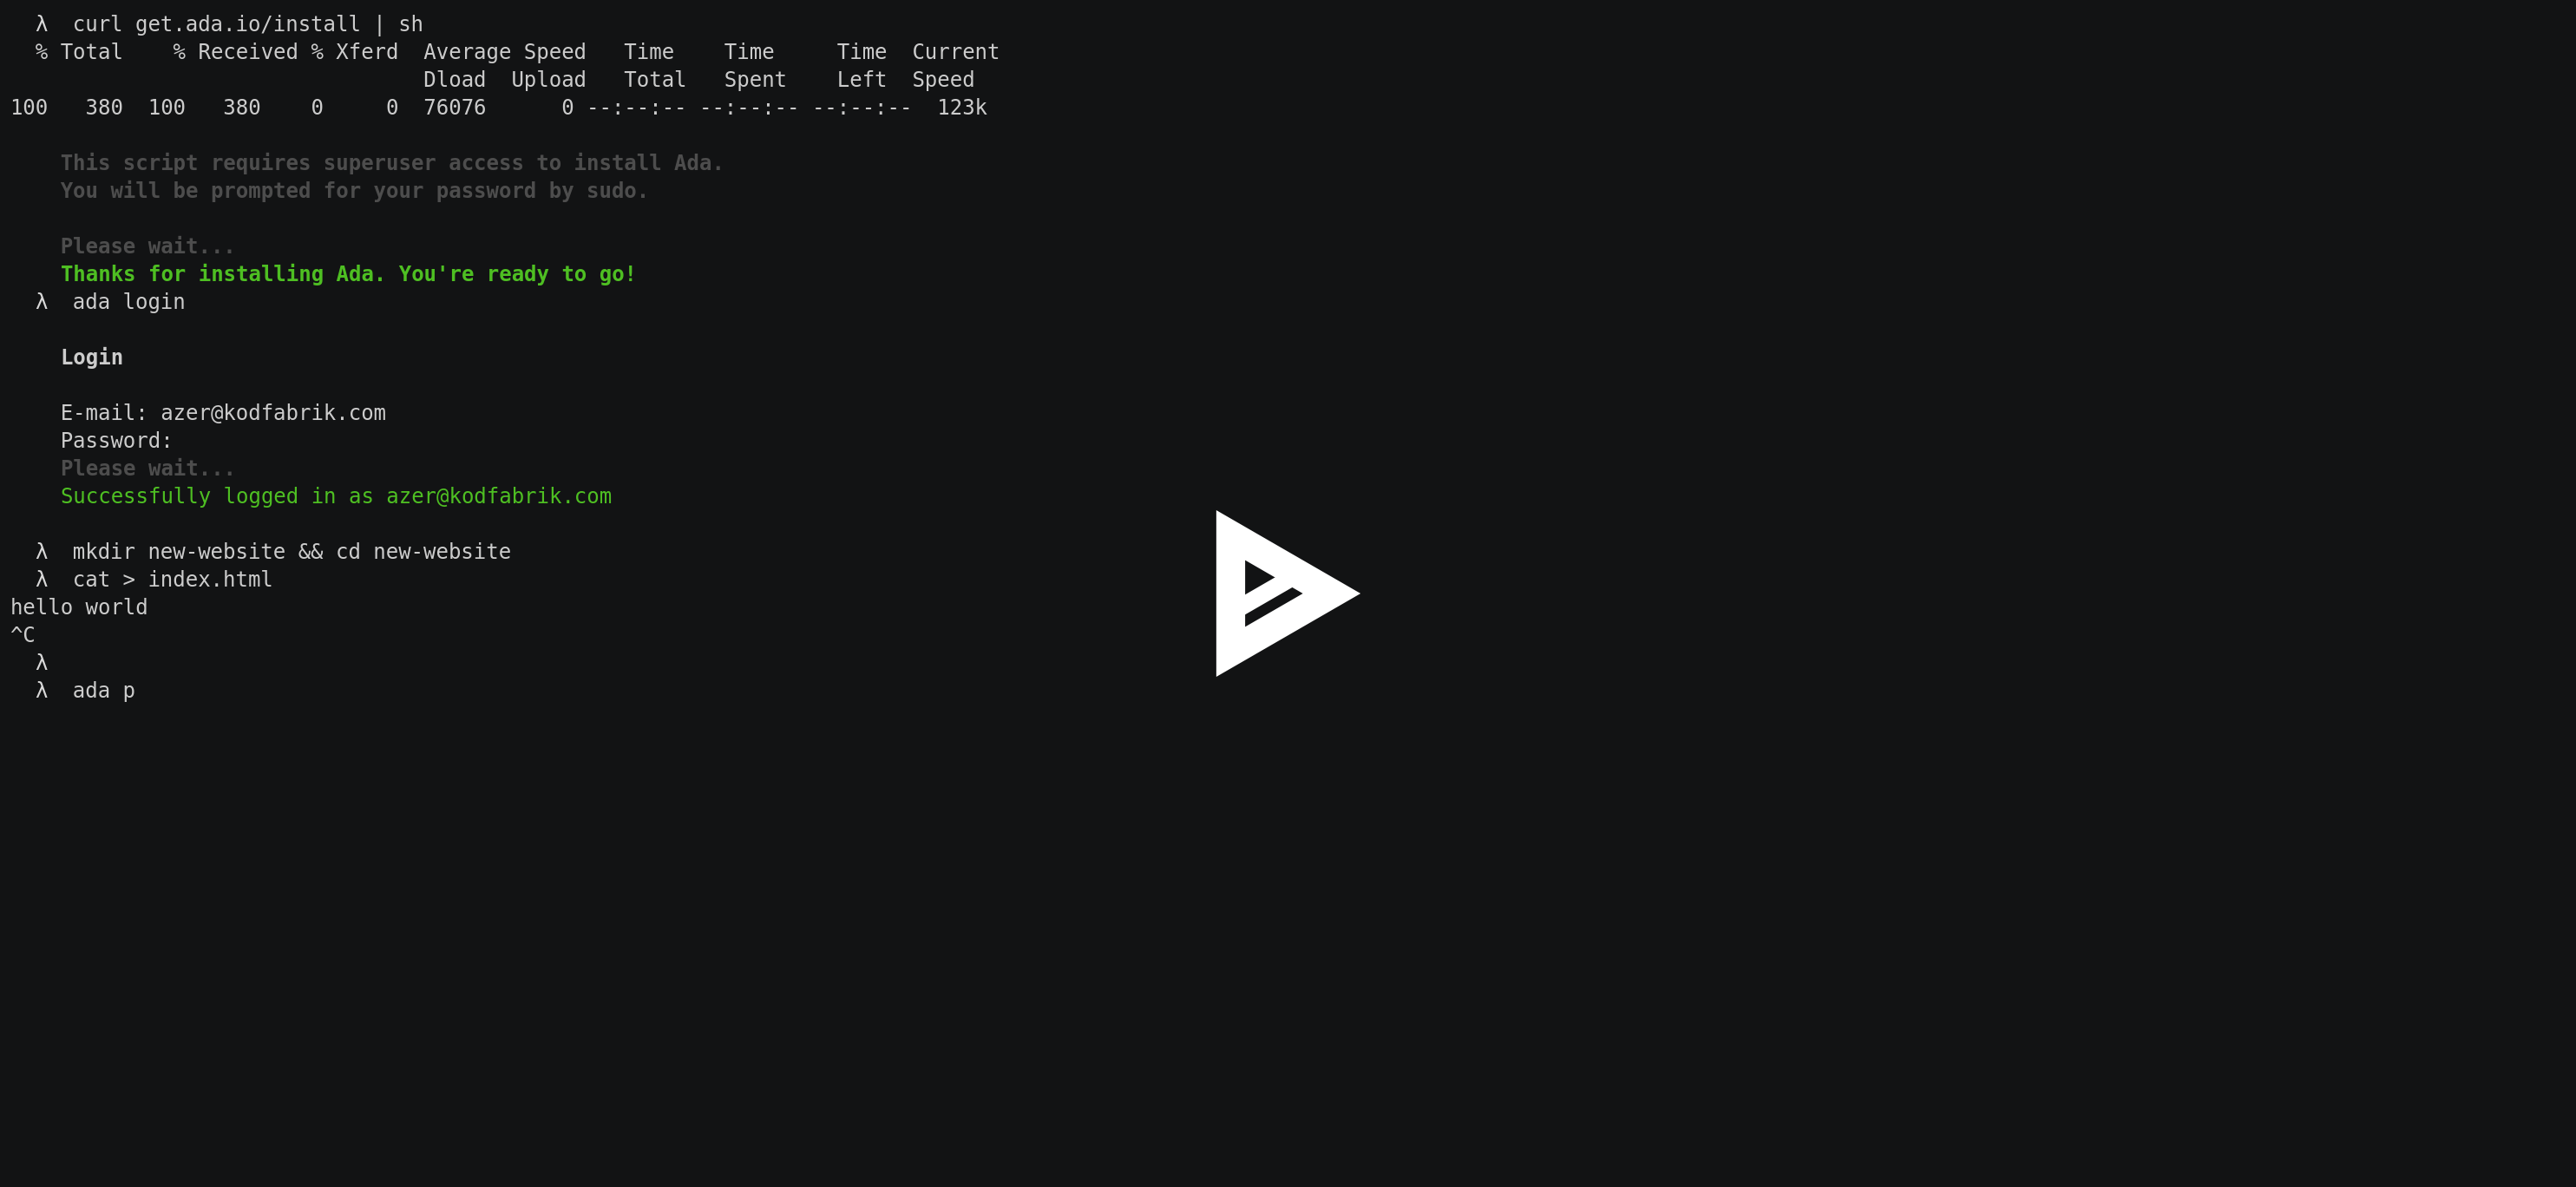 λ  curl get.ada.io/install | sh
  % Total    % Received % Xferd  Average Speed   Time    Time     Time  Current
                                 Dload  Upload   Total   Spent    Left  Speed
100   380  100   380    0     0  76076      0 --:--:-- --:--:-- --:--:--  123k
This script requires superuser access to install Ada.
You will be prompted for your password by sudo.
Please wait...
Thanks for installing Ada. You're ready to go!
λ  ada login
Login
E-mail: azer@kodfabrik.com
Password:
Please wait...
Successfully logged in as azer@kodfabrik.com
λ  mkdir new-website && cd new-website
λ  cat > index.html
hello world
^C
λ
λ  ada p